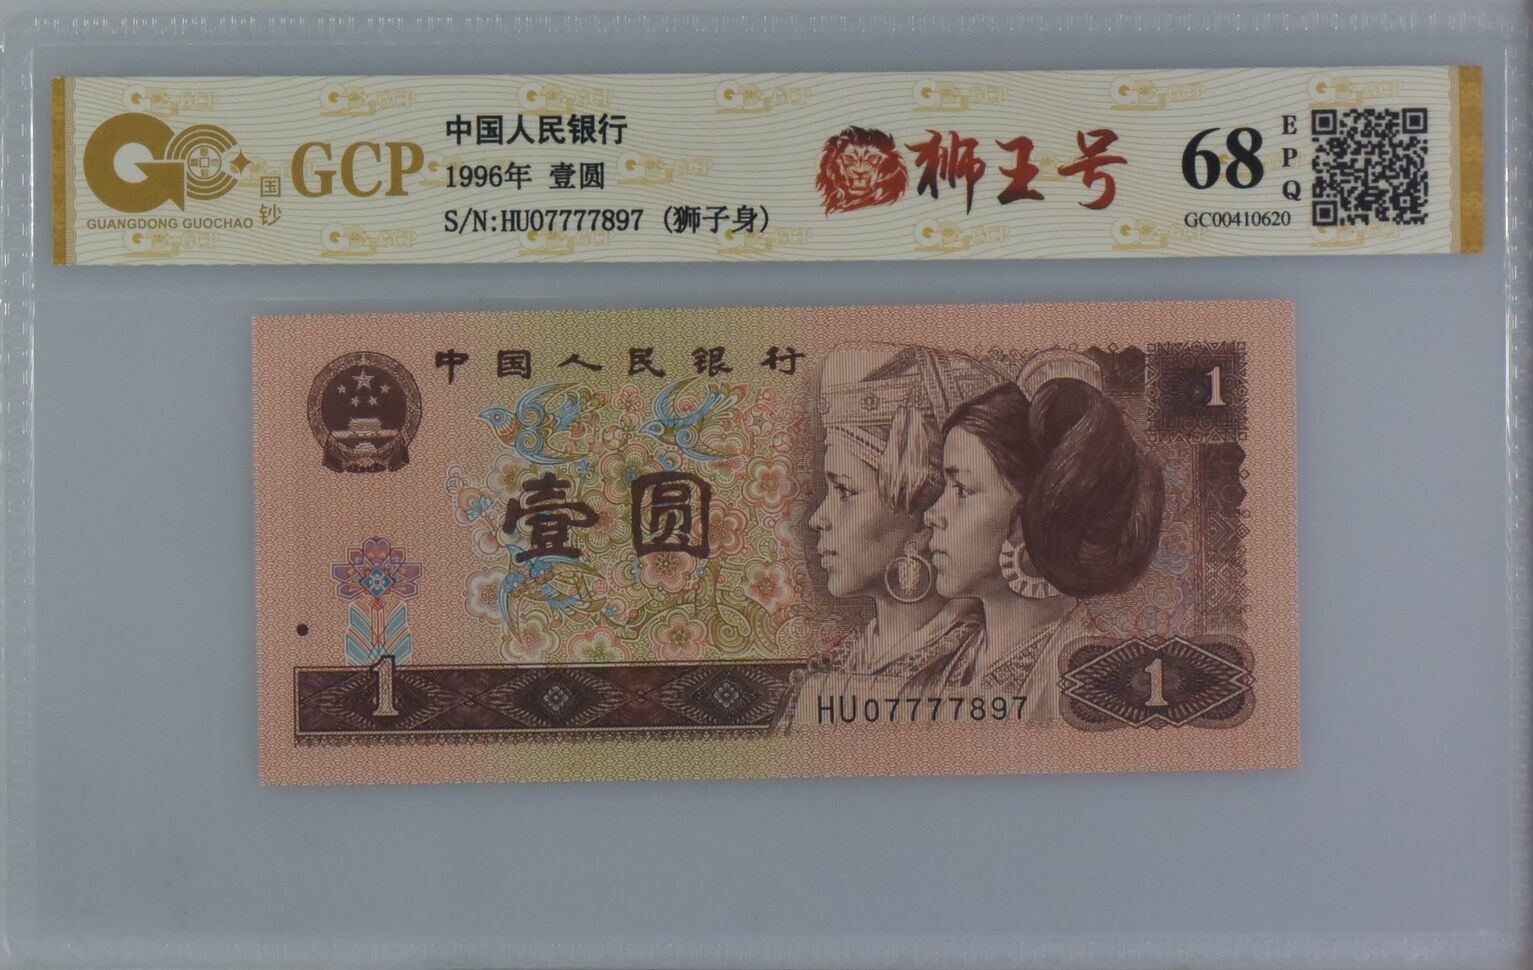 GUANGDONG GUOCHAO
国钞
GCP
中国人民银行
1996年 壹圆
S/N:HU07777897 (狮子身)
狮王号
68
EPQ
GC00410620
中国人民银行
1
壹圆
1
HU07777897
1